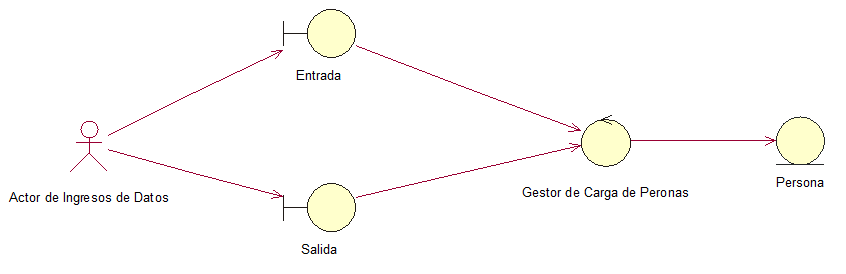 Entrada
Actor de Ingresos de Datos
Gestor de Carga de Peronas
Persona
Salida